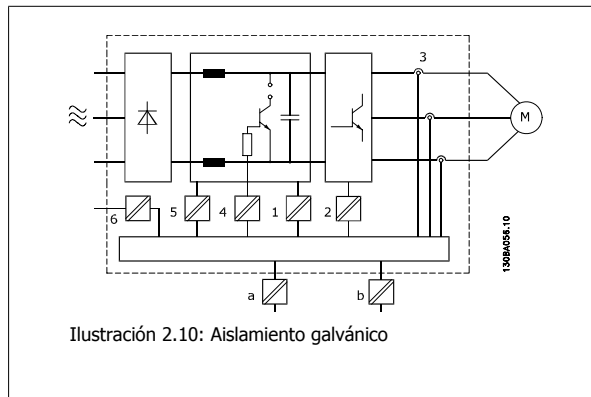 3
M
6
5
4
1
2
130BA056.10
a
b
Ilustración 2.10: Aislamiento galvánico